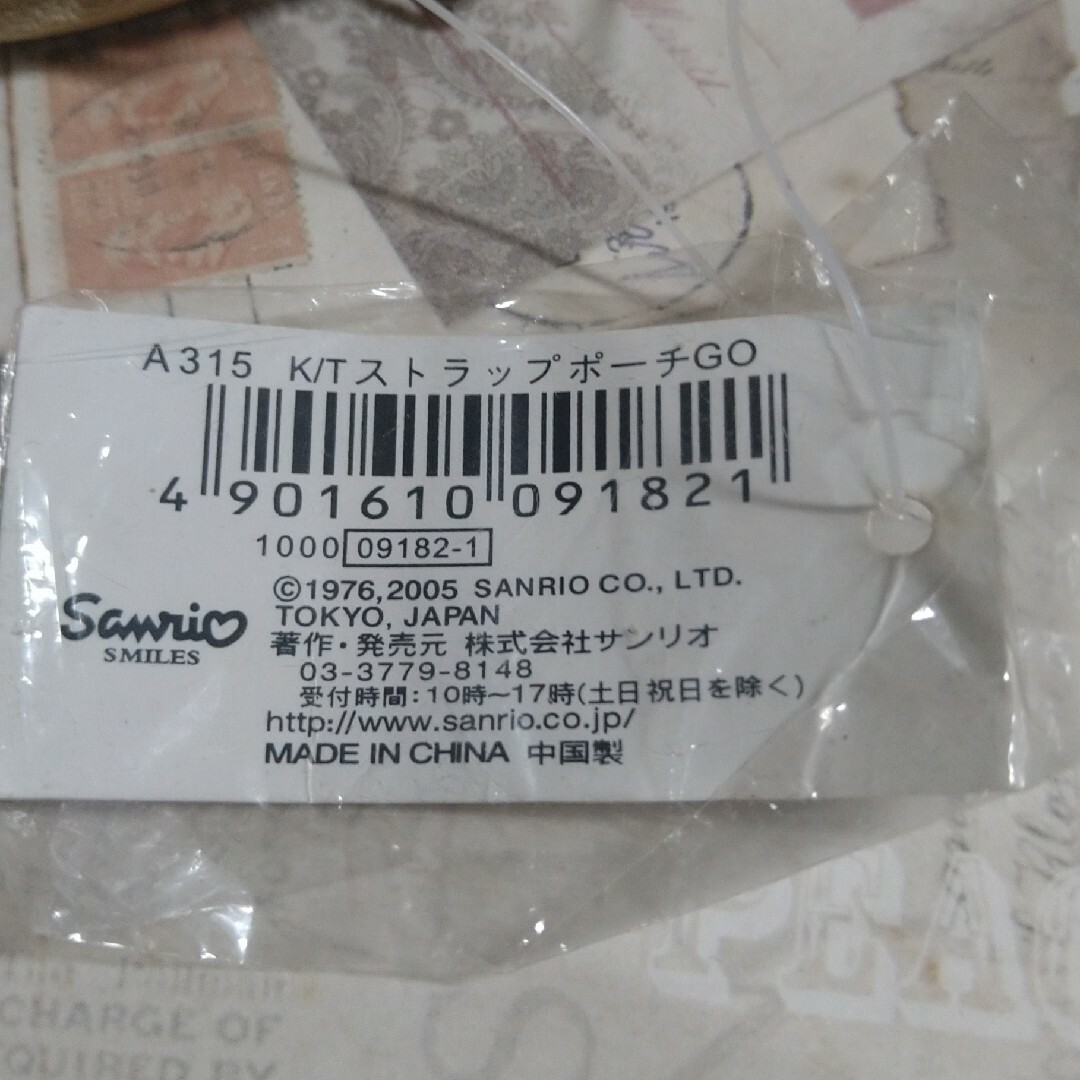 A315 K/TストラップポーチGO
4 901610 091821
1000 09182-1
©1976,2005 SANRIO CO., LTD.
TOKYO, JAPAN
Sanrio
SMILES
著作・発売元 株式会社サンリオ
03-3779-8148
受付時間:10時~17時(土日祝日を除く)
http://www.sanrio.co.jp/
MADE IN CHINA 中国製
CHARGE OF